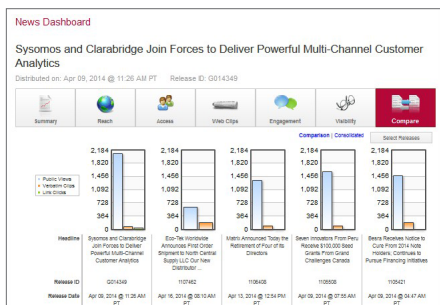 News Dashboard
Sysomos and Clarabridge Join Forces to Deliver Powerful Multi-Channel Customer
Analytics
Distributed on: Apr 09, 2014 @ 11:26 AM PT Release ID: G014349
Summary Reach Access Web Clips Engagement Visibility Compare
Comparison | Consolidated Select Releases
2,184 2,184 2,184 2,184 2,184
1,820 1,820 1,820 1,820 1,820
1,456 1,456 1,456 1,456 1,456
1,092 1,092 1,092 1,092 1,092
728 728 728 728 728
364 364 364 364 364
0 0 0 0 0
Public Views
Verbatim Clips
Link Clicks
Headline Sysomos and Clarabridge Eco-Tek Worldwide Matrix Announces Today the Seven Innovators From Peru Besra Receives Notice to
Join Forces to Deliver Announces First Order Retirement of Four of its Receive $100,000 Seed Cure From 2014 Note
Powerful Multi-Channel Shipment to North Central Directors Grants From Grand Holders; Continues to
Customer Analytics Supply LLC Our New Challenges Canada Pursue Financing Initiatives
Distributor ...
Release ID G014349 1107462 1106408 1105508 1105421
Release Date Apr 09, 2014 @ 11:26 AM Apr 16, 2014 @ 08:10 AM Apr 13, 2014 @ 12:54 PM Apr 09, 2014 @ 07:55 AM Apr 09, 2014 @ 04:47 AM
PT PT PT PT PT